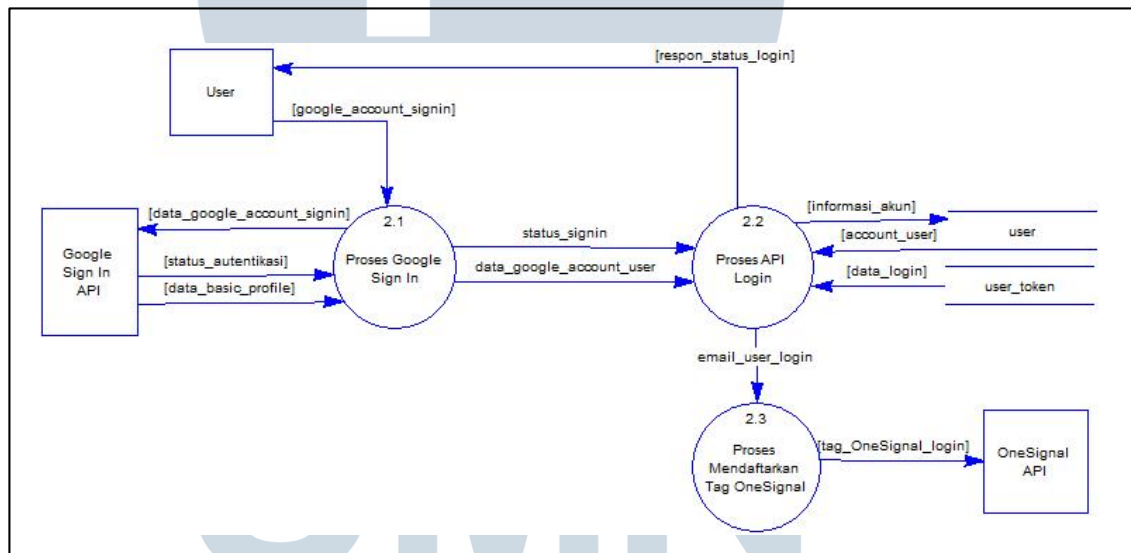 [respon_status_login]
User
[google_account_signin]
[data_google_account_signin]
2.1
2.2
[informasi_akun]
Google
Sign In
API
[status_autentikasi]
[data_basic_profile]
Proses Google
Sign In
status_signin
data_google_account_user
Proses API
Login
[account_user]
user
[data_login]
user_token
email_user_login
2.3
Proses
Mendaftarkan
Tag OneSignal
[tag_OneSignal_login]
OneSignal
API